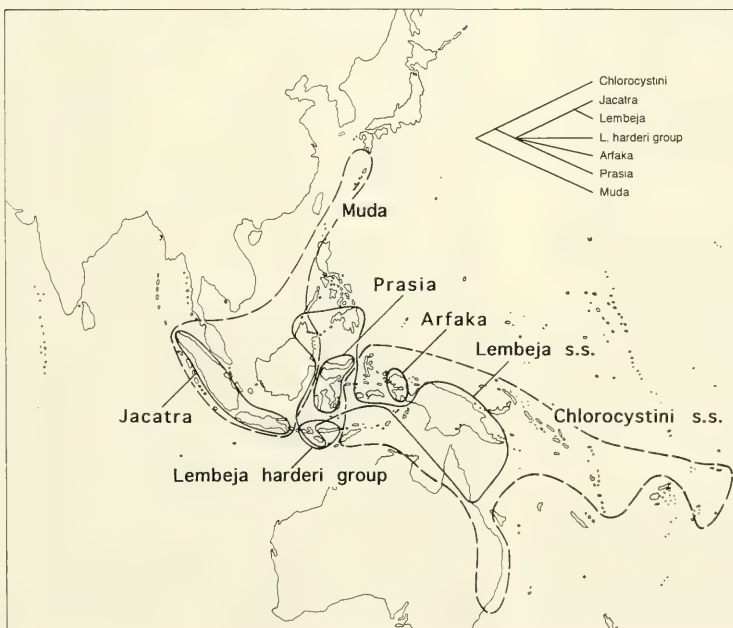 Chlorocystini
Jacatra
Lembeja
L. harderi group
Arfaka
Prasia
Muda
Muda
Prasia
Arfaka
Lembeja s.s.
Chlorocystini s.s.
Jacatra
Lembeja harderi group